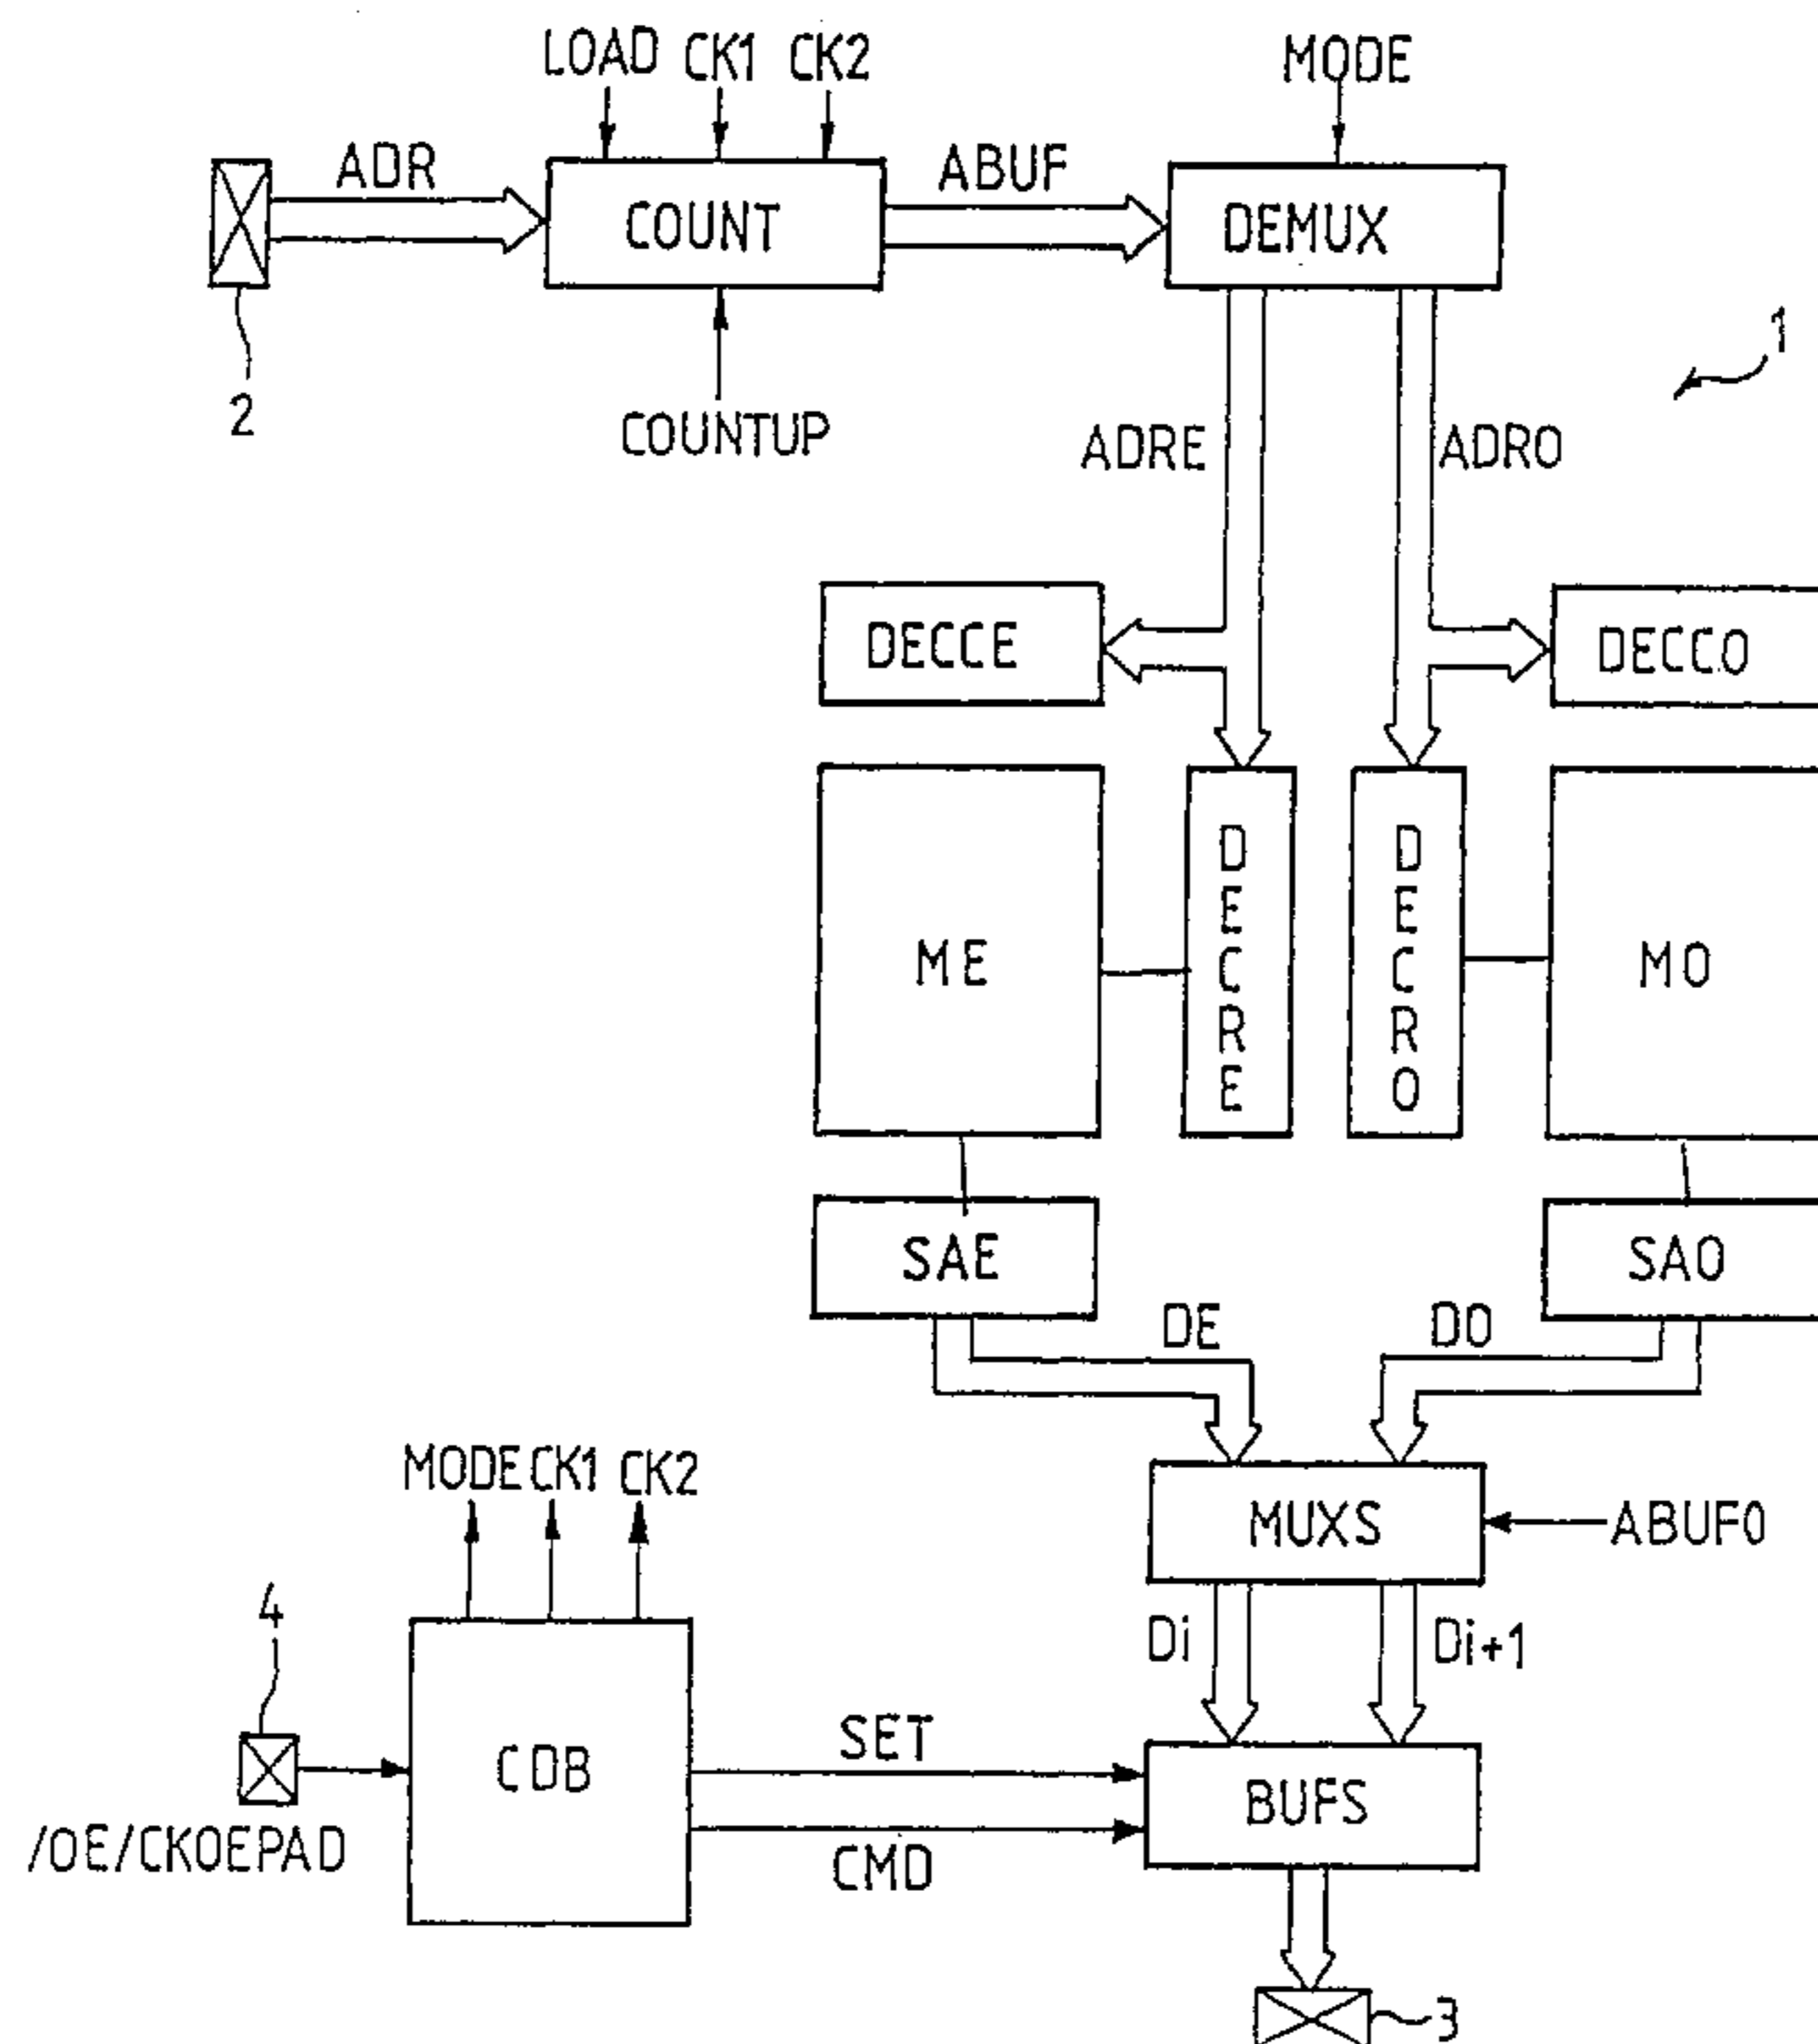 LOAD CK1 CK2
MODE
ADR
COUNT
ABUF
DEMUX
1
2
COUNTUP
ADRE
ADRO
DECCE
DECCO
ME
DECRE
DECRO
MO
SAE
SAO
DE
DO
MODE CK1 CK2
MUXS
ABUF0
4
Di
Di+1
CDB
SET
BUFS
/OE/CKOEPAD
CMD
3